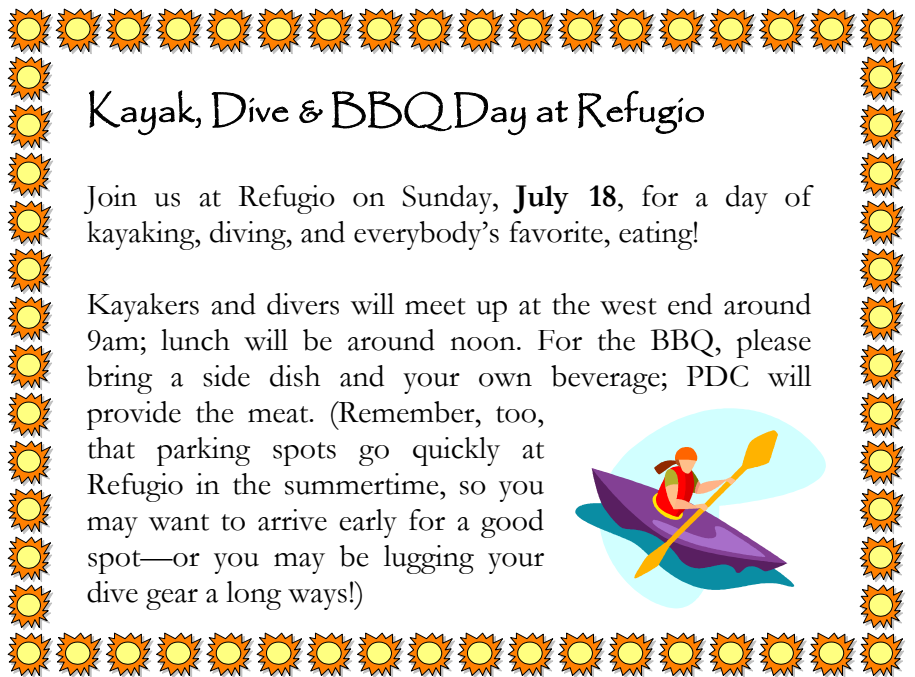 Kayak, Dive & BBQ Day at Refugio
Join us at Refugio on Sunday, July 18, for a day of
kayaking, diving, and everybody’s favorite, eating!
Kayakers and divers will meet up at the west end around
9am; lunch will be around noon. For the BBQ, please
bring a side dish and your own beverage; PDC will
provide the meat. (Remember, too,
that parking spots go quickly at
Refugio in the summertime, so you
may want to arrive early for a good
spot—or you may be lugging your
dive gear a long ways!)